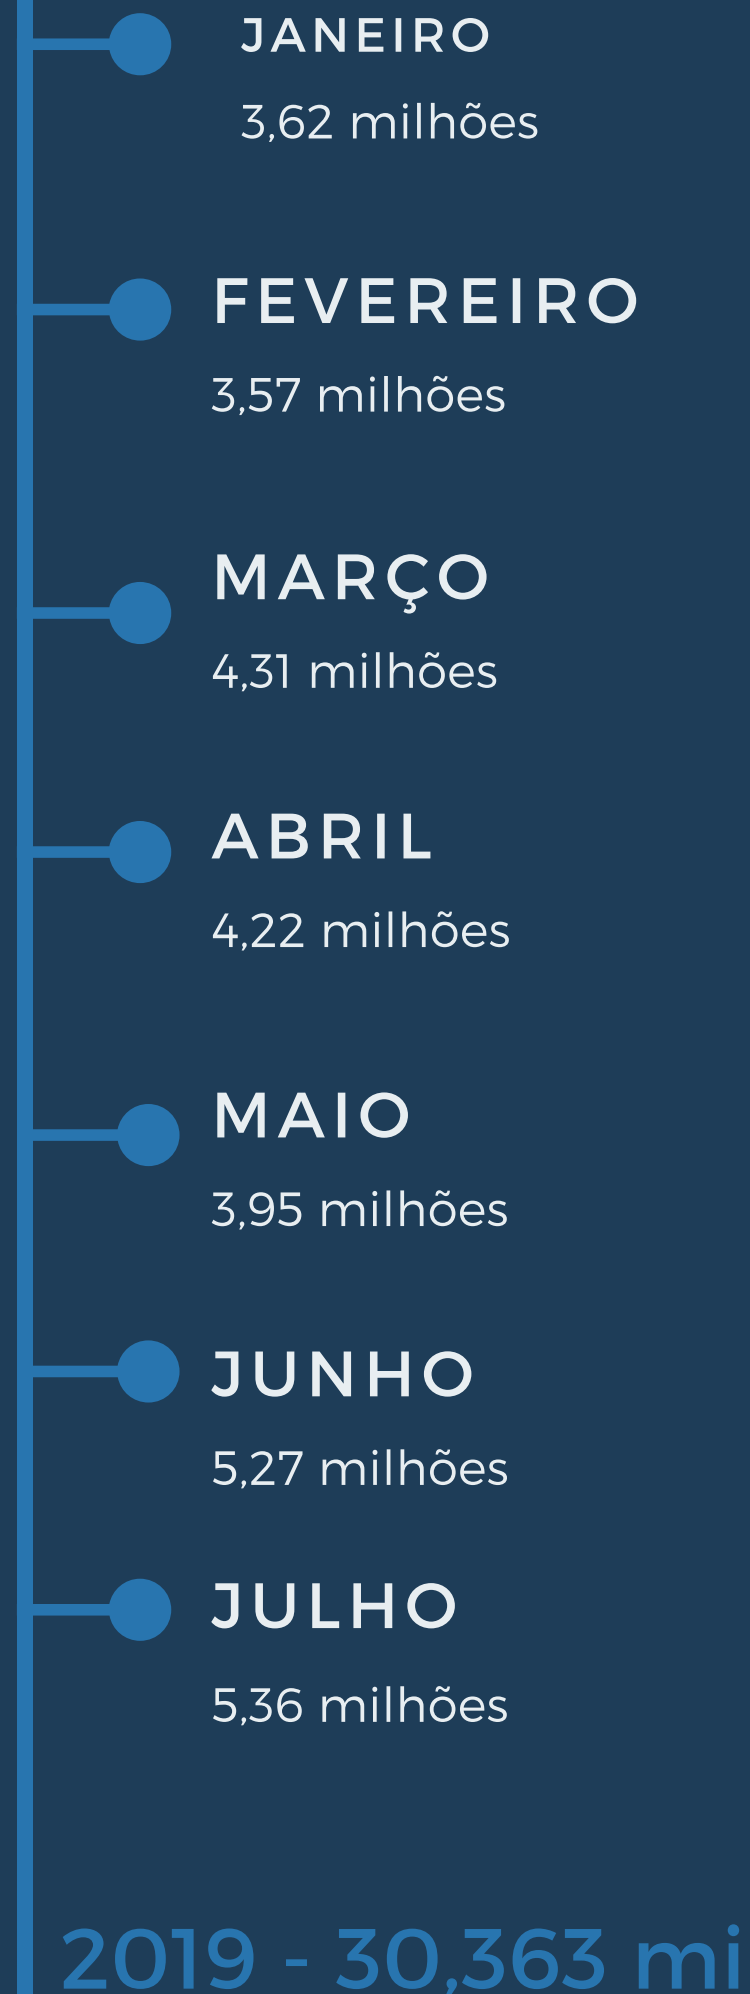 JANEIRO
3,62 milhões
FEVEREIRO
3,57 milhões
MARÇO
4,31 milhões
ABRIL
4,22 milhões
MAIO
3,95 milhões
JUNHO
5,27 milhões
JULHO
5,36 milhões
2019 - 30,363 mi